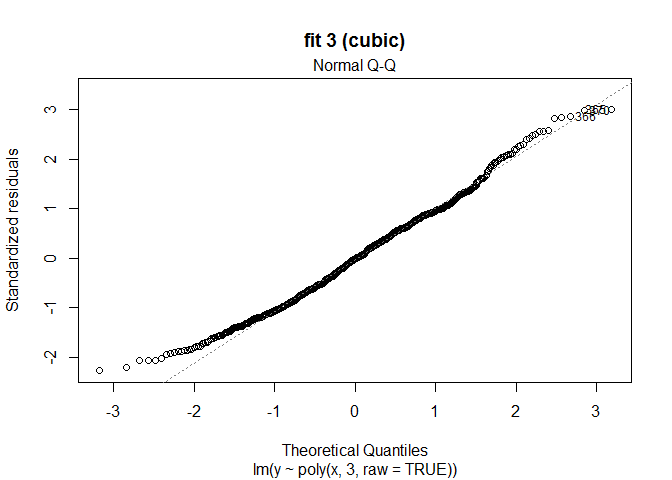 fit 3 (cubic)
Normal Q-Q
Standardized residuals
3
2
1
0
-1
-2
366
-3
-2
-1
0
1
2
3
Theoretical Quantiles
lm(y ~ poly(x, 3, raw = TRUE))